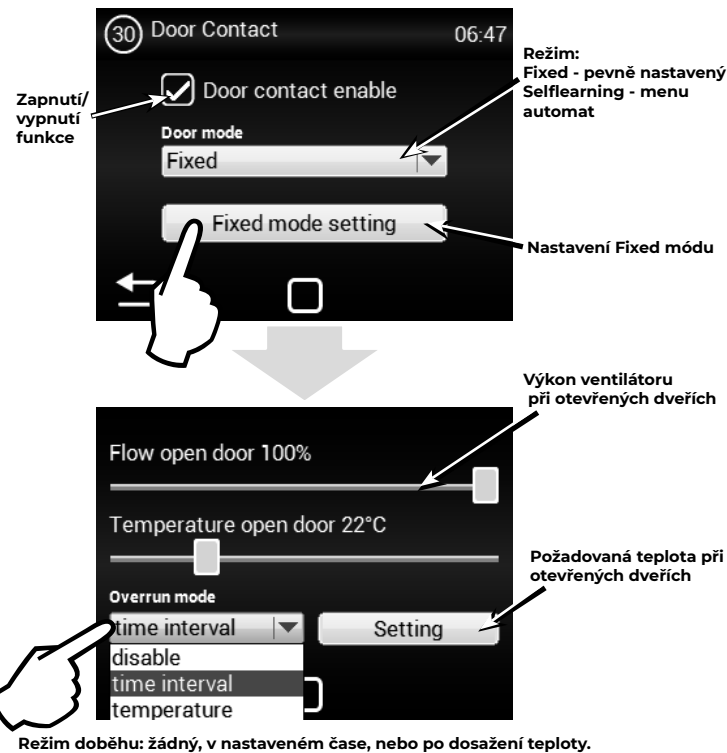 30 Door Contact 06:47
Door contact enable
Door mode
Fixed
Fixed mode setting
Zapnutí/
vypnutí
funkce
Režim:
Fixed - pevně nastavený
Selflearning - menu
automat
Nastavení Fixed módu
Výkon ventilátoru
při otevřených dveřích
Flow open door 100%
Temperature open door 22°C
Požadovaná teplota při
otevřených dveřích
Overrun mode
time interval
Setting
disable
time interval
temperature
Režim doběhu: žádný, v nastaveném čase, nebo po dosažení teploty.